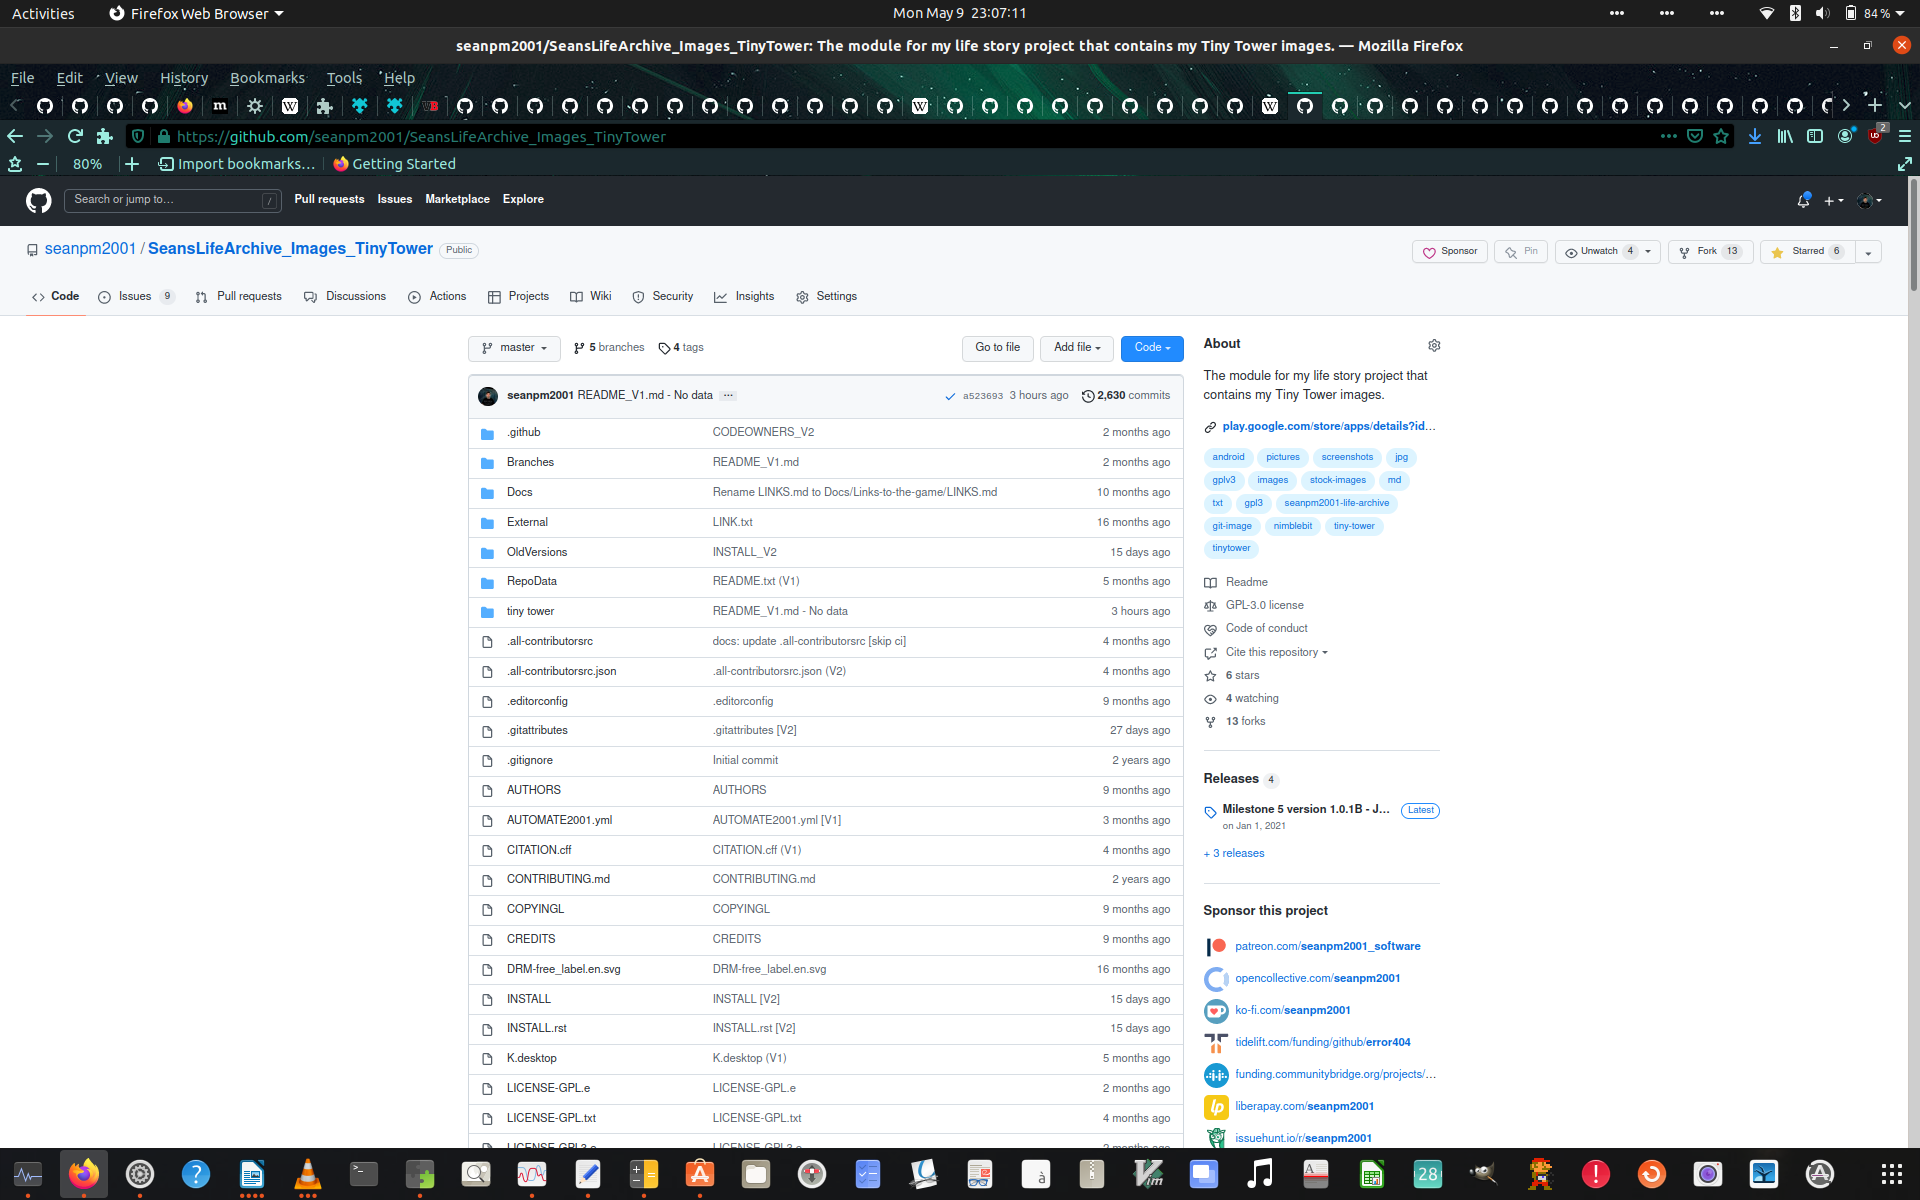 Activities Firefox Web Browser Mon May 9 23:07:11 84%
seanpm2001/SeansLifeArchive_Images_TinyTower: The module for my life story project that contains my Tiny Tower images. — Mozilla Firefox
File Edit View History Bookmarks Tools Help
https://github.com/seanpm2001/SeansLifeArchive_Images_TinyTower 2
80% Import bookmarks... Getting Started
Search or jump to... / Pull requests Issues Marketplace Explore
seanpm2001 / SeansLifeArchive_Images_TinyTower Public Sponsor Pin Unwatch 4 Fork 13 Starred 6
Code Issues 9 Pull requests Discussions Actions Projects Wiki Security Insights Settings
master 5 branches 4 tags Go to file Add file Code
seanpm2001 README_V1.md - No data ... a523693 3 hours ago 2,630 commits
.github CODEOWNERS_V2 2 months ago
Branches README_V1.md 2 months ago
Docs Rename LINKS.md to Docs/Links-to-the-game/LINKS.md 10 months ago
External LINK.txt 16 months ago
OldVersions INSTALL_V2 15 days ago
RepoData README.txt (V1) 5 months ago
tiny tower README_V1.md - No data 3 hours ago
.all-contributorsrc docs: update .all-contributorsrc [skip ci] 4 months ago
.all-contributorsrc.json .all-contributorsrc.json (V2) 4 months ago
.editorconfig .editorconfig 9 months ago
.gitattributes .gitattributes [V2] 27 days ago
.gitignore Initial commit 2 years ago
AUTHORS AUTHORS 9 months ago
AUTOMATE2001.yml AUTOMATE2001.yml [V1] 3 months ago
CITATION.cff CITATION.cff (V1) 4 months ago
CONTRIBUTING.md CONTRIBUTING.md 2 years ago
COPYINGL COPYINGL 9 months ago
CREDITS CREDITS 9 months ago
DRM-free_label.en.svg DRM-free_label.en.svg 16 months ago
INSTALL INSTALL [V2] 15 days ago
INSTALL.rst INSTALL.rst [V2] 15 days ago
K.desktop K.desktop (V1) 5 months ago
LICENSE-GPL.e LICENSE-GPL.e 2 months ago
LICENSE-GPL.txt LICENSE-GPL.txt 4 months ago
About
The module for my life story project that
contains my Tiny Tower images.
play.google.com/store/apps/details?id...
android pictures screenshots jpg
gplv3 images stock-images md
txt gpl3 seanpm2001-life-archive
git-image nimblebit tiny-tower
tinytower
Readme
GPL-3.0 license
Code of conduct
Cite this repository
6 stars
4 watching
13 forks
Releases 4
Milestone 5 version 1.0.1B - J... Latest
on Jan 1, 2021
+ 3 releases
Sponsor this project
patreon.com/seanpm2001_software
opencollective.com/seanpm2001
ko-fi.com/seanpm2001
tidelift.com/funding/github/error404
funding.communitybridge.org/projects/...
liberapay.com/seanpm2001
issuehunt.io/r/seanpm2001
28